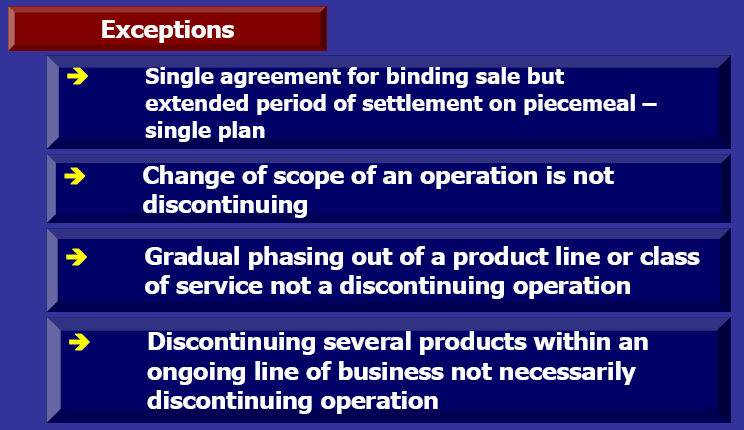 Exceptions
Single agreement for binding sale but
extended period of settlement on piecemeal –
single plan
Change of scope of an operation is not
discontinuing
Gradual phasing out of a product line or class
of service not a discontinuing operation
Discontinuing several products within an
ongoing line of business not necessarily
discontinuing operation